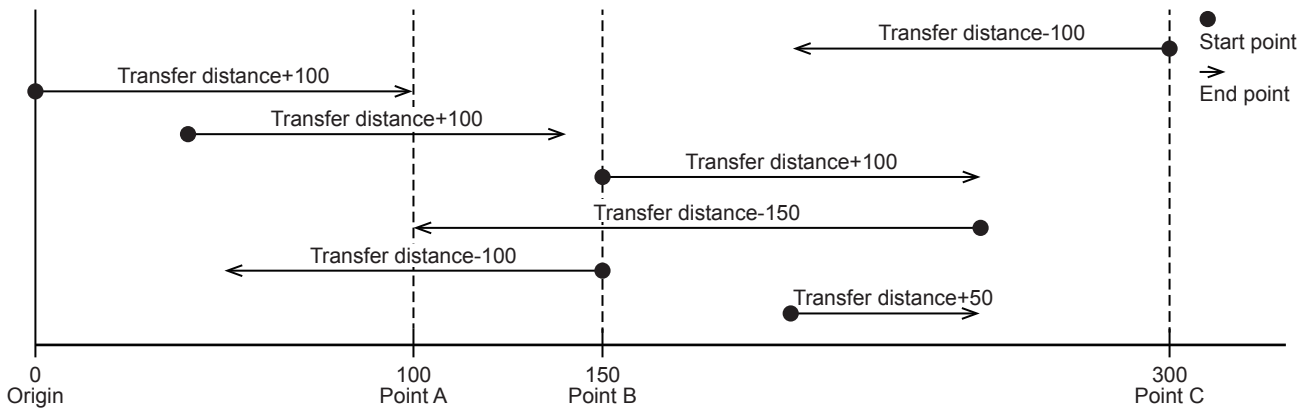 Transfer distance-100
Start point
Transfer distance+100
End point
Transfer distance+100
Transfer distance+100
Transfer distance-150
Transfer distance-100
Transfer distance+50
0 100 150 300
Origin Point A Point B Point C